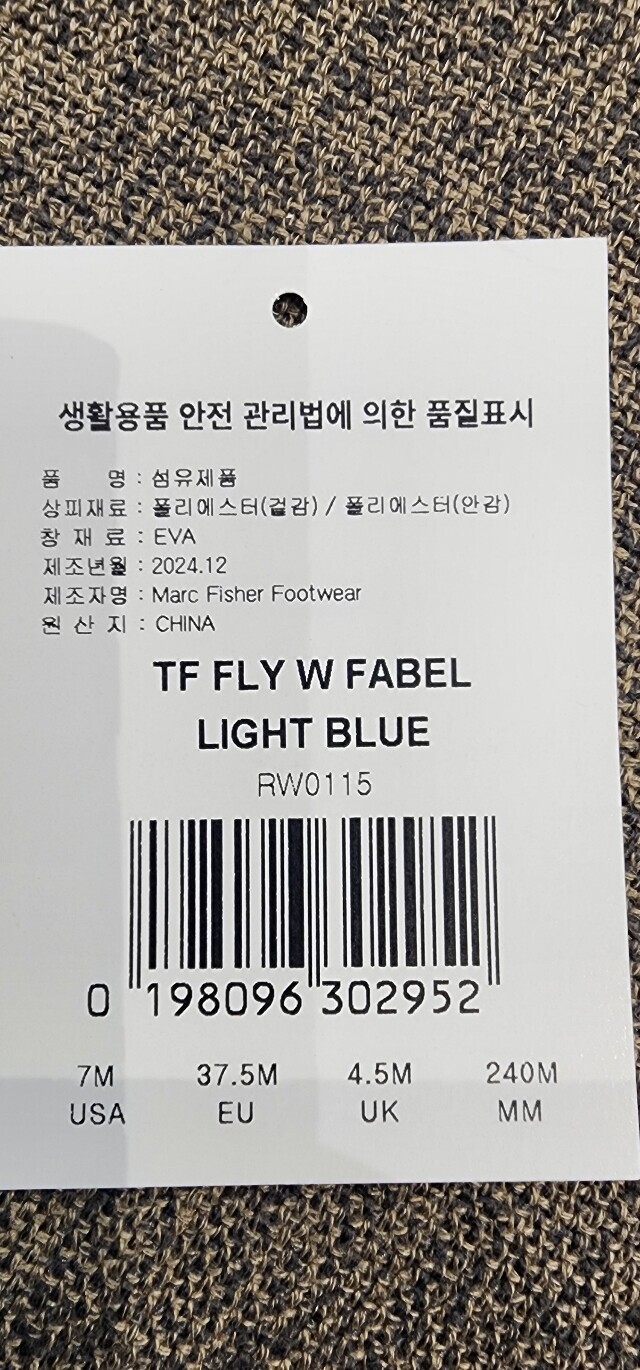 생활용품 안전 관리법에 의한 품질표시
품 명 : 섬유제품
상피재료 : 폴리에스터(겉감) / 폴리에스터(안감)
창 재 료 : EVA
제조년월 : 2024.12
제조자명 : Marc Fisher Footwear
원 산 지 : CHINA
TF FLY W FABEL
LIGHT BLUE
RW0115
0 198096 302952
7M 37.5M 4.5M 240M
USA EU UK MM